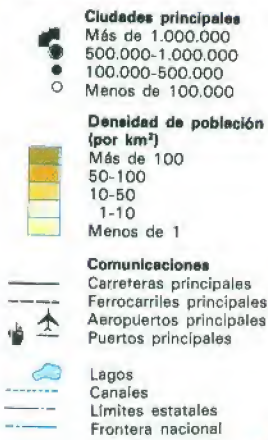 Ciudades principales
Más de 1.000.000
500.000-1.000.000
100.000-500.000
Menos de 100.000
Densidad de población
(por km²)
Más de 100
50-100
10-50
1-10
Menos de 1
Comunicaciones
Carreteras principales
Ferrocarriles principales
Aeropuertos principales
Puertos principales
Lagos
Canales
Límites estatales
Frontera nacional